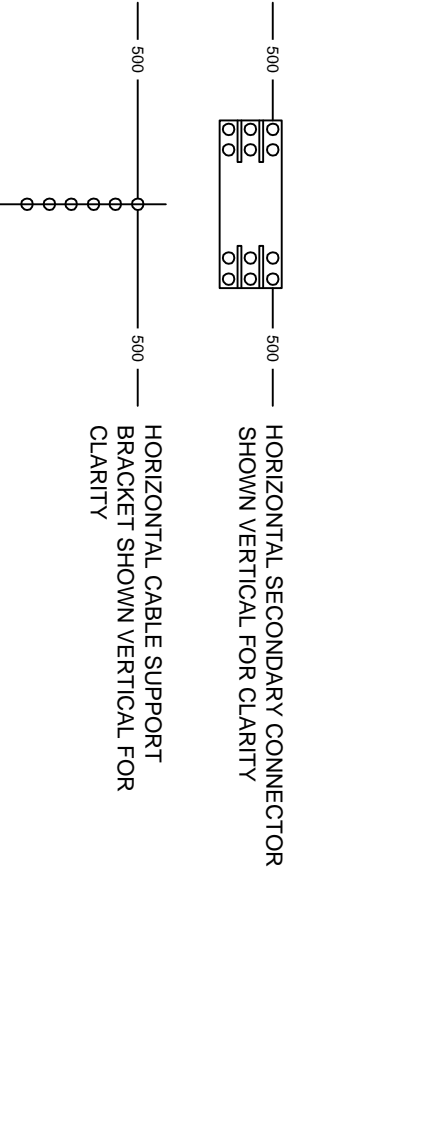 500
500
HORIZONTAL SECONDARY CONNECTOR
SHOWN VERTICAL FOR CLARITY
500
500
HORIZONTAL CABLE SUPPORT
BRACKET SHOWN VERTICAL FOR
CLARITY